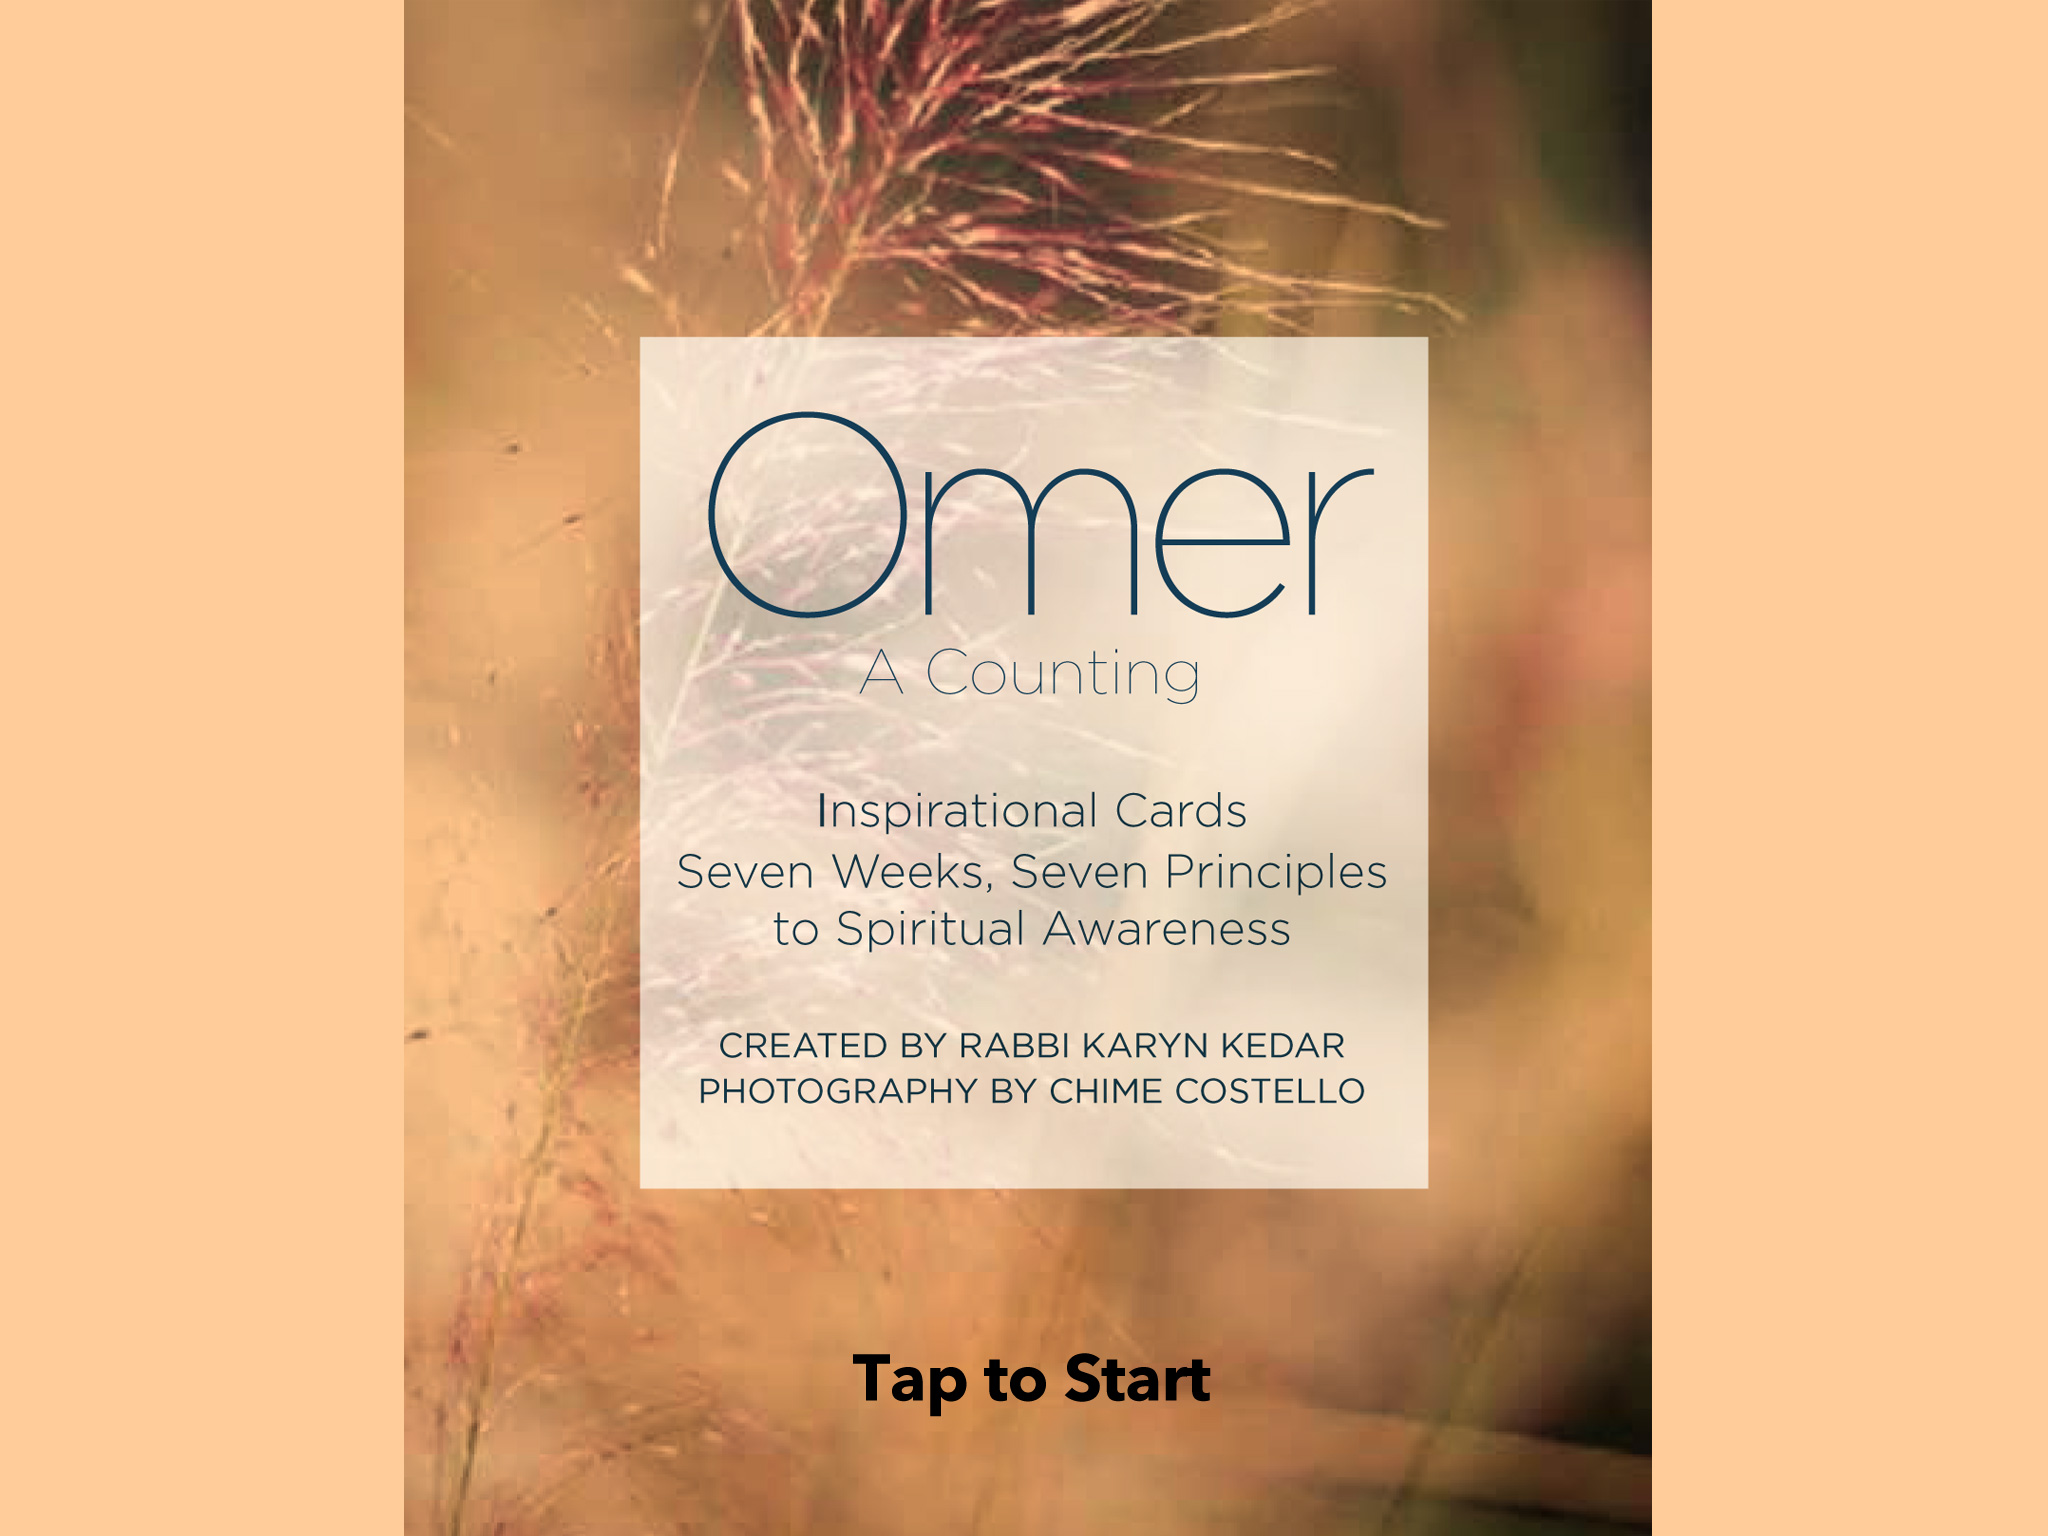 Omer
A Counting
Inspirational Cards
Seven Weeks, Seven Principles
to Spiritual Awareness
CREATED BY RABBI KARYN KEDAR
PHOTOGRAPHY BY CHIME COSTELLO
Tap to Start